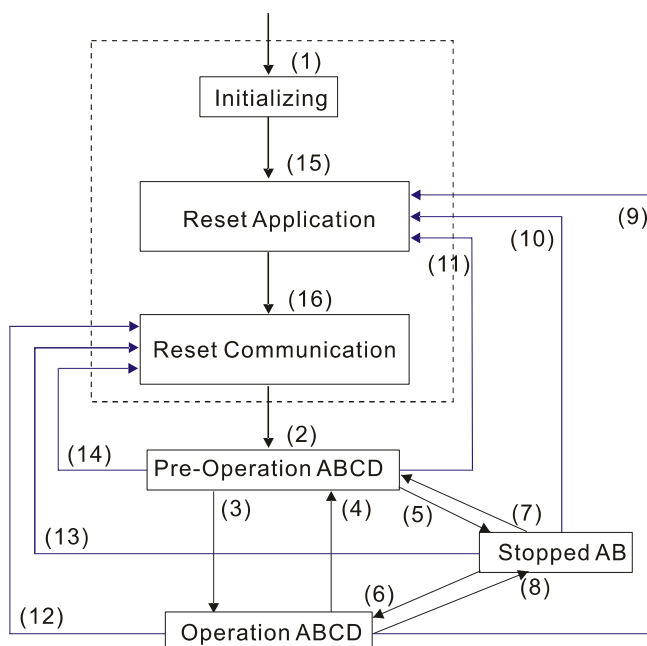 (1)
Initializing
(15)
Reset Application
(9)
(10)
(11)
(16)
Reset Communication
(2)
(14)
Pre-Operation ABCD
(3)
(4)
(5)
(7)
(13)
Stopped AB
(6)
(8)
(12)
Operation ABCD